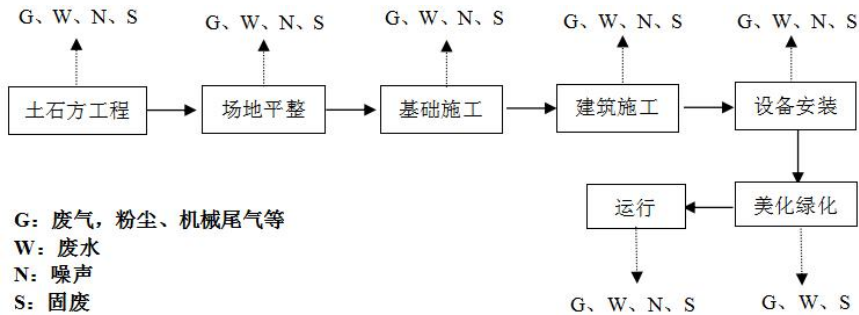 G、W、N、S
G、W、N、S
G、W、N、S
G、W、N、S
G、W、N、S
土石方工程
场地平整
基础施工
建筑施工
设备安装
运行
美化绿化
G：废气，粉尘、机械尾气等
W：废水
N：噪声
S：固废
G、W、N、S
G、W、S